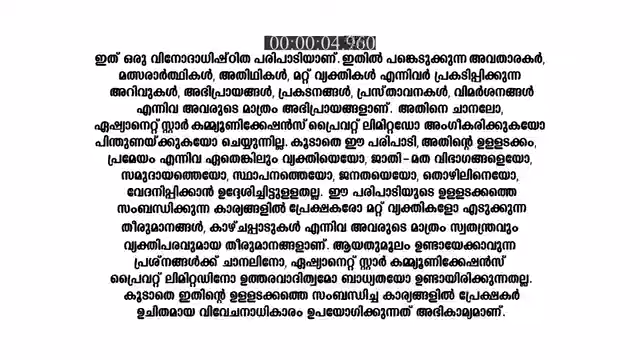 00:00:04.960
ഇത് ഒരു വിനോദാധിഷ്ഠിത പരിപാടിയാണ്. ഇതിൽ പങ്കെടുക്കുന്ന അവതാരകർ,
മത്സരാർത്ഥികൾ, അതിഥികൾ, മറ്റ് വ്യക്തികൾ എന്നിവർ പ്രകടിപ്പിക്കുന്ന
അറിവുകൾ, അഭിപ്രായങ്ങൾ, പ്രകടനങ്ങൾ, പ്രസ്താവനകൾ, വിമർശനങ്ങൾ
എന്നിവ അവരുടെ മാത്രം അഭിപ്രായങ്ങളാണ്. അതിനെ ചാനലോ,
ഏഷ്യാനെറ്റ് സ്റ്റാർ കമ്മ്യൂണിക്കേഷൻസ് പ്രൈവറ്റ് ലിമിറ്റഡോ അംഗീകരിക്കുകയോ
പിന്തുണയ്ക്കുകയോ ചെയ്യുന്നില്ല. കൂടാതെ ഈ പരിപാടി, അതിന്റെ ഉള്ളടക്കം,
പ്രമേയം എന്നിവ ഏതെങ്കിലും വ്യക്തിയെയോ, ജാതി-മത വിഭാഗങ്ങളെയോ,
സമുദായത്തെയോ, സ്ഥാപനത്തെയോ, ജനതയെയോ, തൊഴിലിനെയോ,
വേദനിപ്പിക്കാൻ ഉദ്ദേശിച്ചിട്ടുള്ളതല്ല. ഈ പരിപാടിയുടെ ഉള്ളടക്കത്തെ
സംബന്ധിക്കുന്ന കാര്യങ്ങളിൽ പ്രേക്ഷകരോ മറ്റ് വ്യക്തികളോ എടുക്കുന്ന
തീരുമാനങ്ങൾ, കാഴ്ചപ്പാടുകൾ എന്നിവ അവരുടെ മാത്രം സ്വതന്ത്രവും
വ്യക്തിപരവുമായ തീരുമാനങ്ങളാണ്. ആയതുമൂലം ഉണ്ടായേക്കാവുന്ന
പ്രശ്നങ്ങൾക്ക് ചാനലിനോ, ഏഷ്യാനെറ്റ് സ്റ്റാർ കമ്മ്യൂണിക്കേഷൻസ്
പ്രൈവറ്റ് ലിമിറ്റഡിനോ ഉത്തരവാദിത്വമോ ബാധ്യതയോ ഉണ്ടായിരിക്കുന്നതല്ല.
കൂടാതെ ഇതിന്റെ ഉള്ളടക്കത്തെ സംബന്ധിച്ച കാര്യങ്ങളിൽ പ്രേക്ഷകർ
ഉചിതമായ വിവേചനാധികാരം ഉപയോഗിക്കുന്നത് അഭികാമ്യമാണ്.